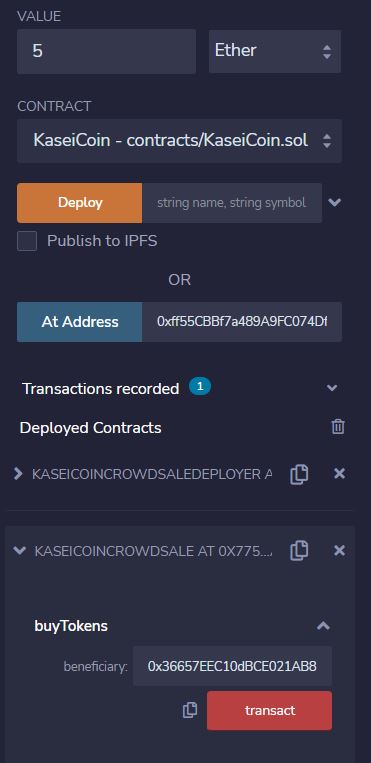 VALUE
5 Ether
CONTRACT
KaseiCoin - contracts/KaseiCoin.sol
Deploy string name, string symbol
Publish to IPFS
OR
At Address 0xff55CBBf7a489A9FC074Df
Transactions recorded 1
Deployed Contracts
KASEICOINCROWDSALEDEPLOYER A
KASEICOINCROWDSALE AT 0X775...
buyTokens
beneficiary: 0x36657EEC10dBCE021AB8
transact